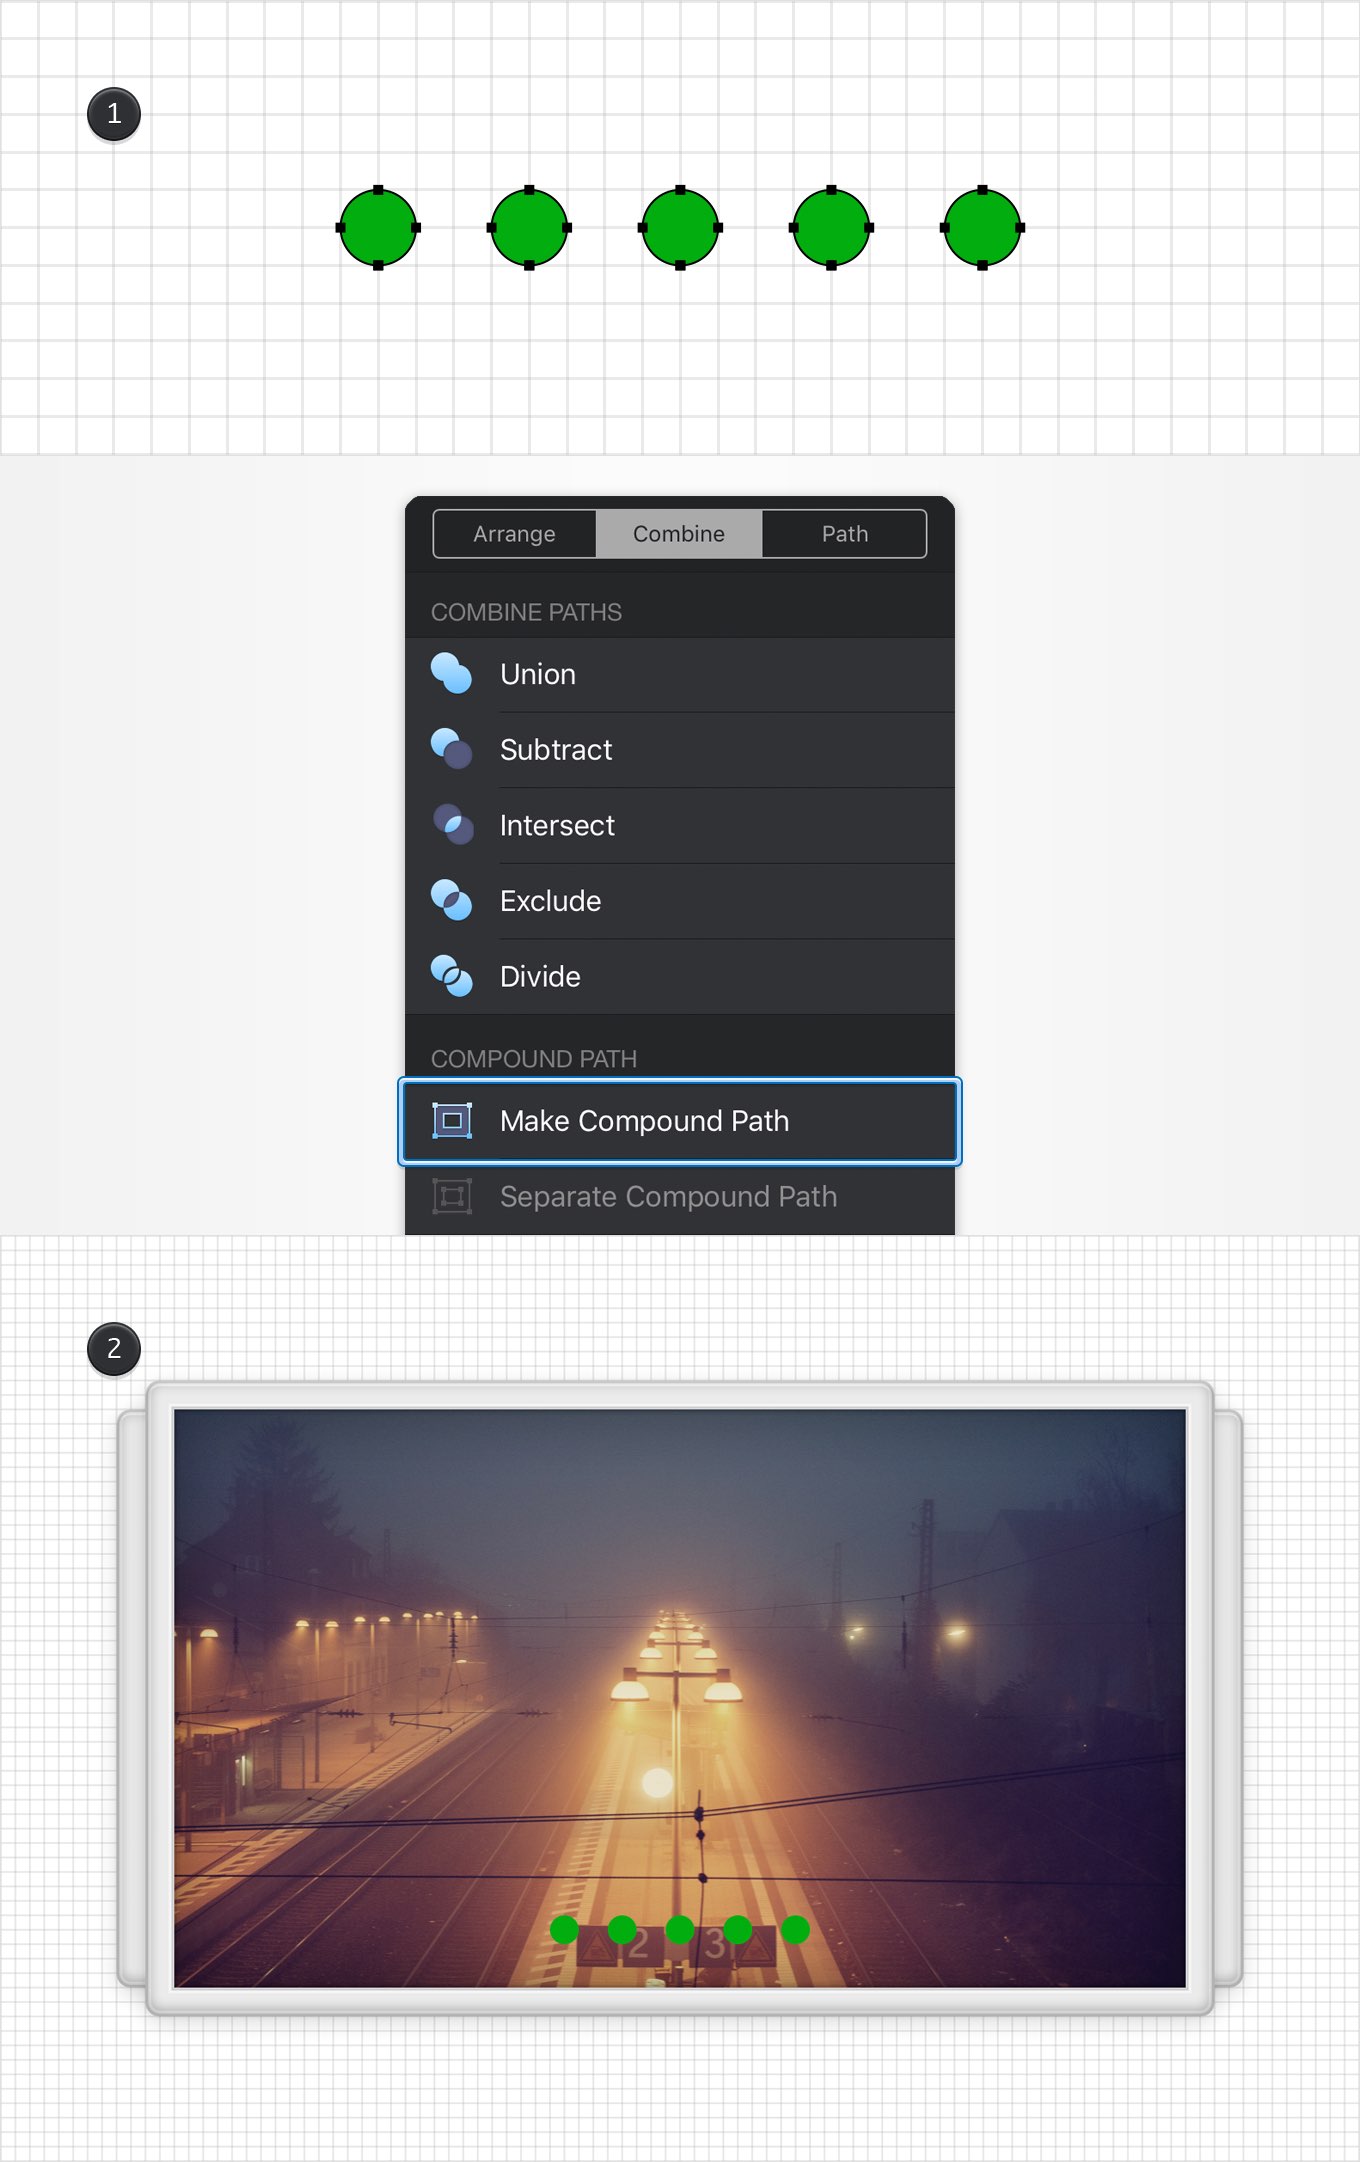 1
Arrange Combine Path
COMBINE PATHS
Union
Subtract
Intersect
Exclude
Divide
COMPOUND PATH
Make Compound Path
Separate Compound Path
2
2 3